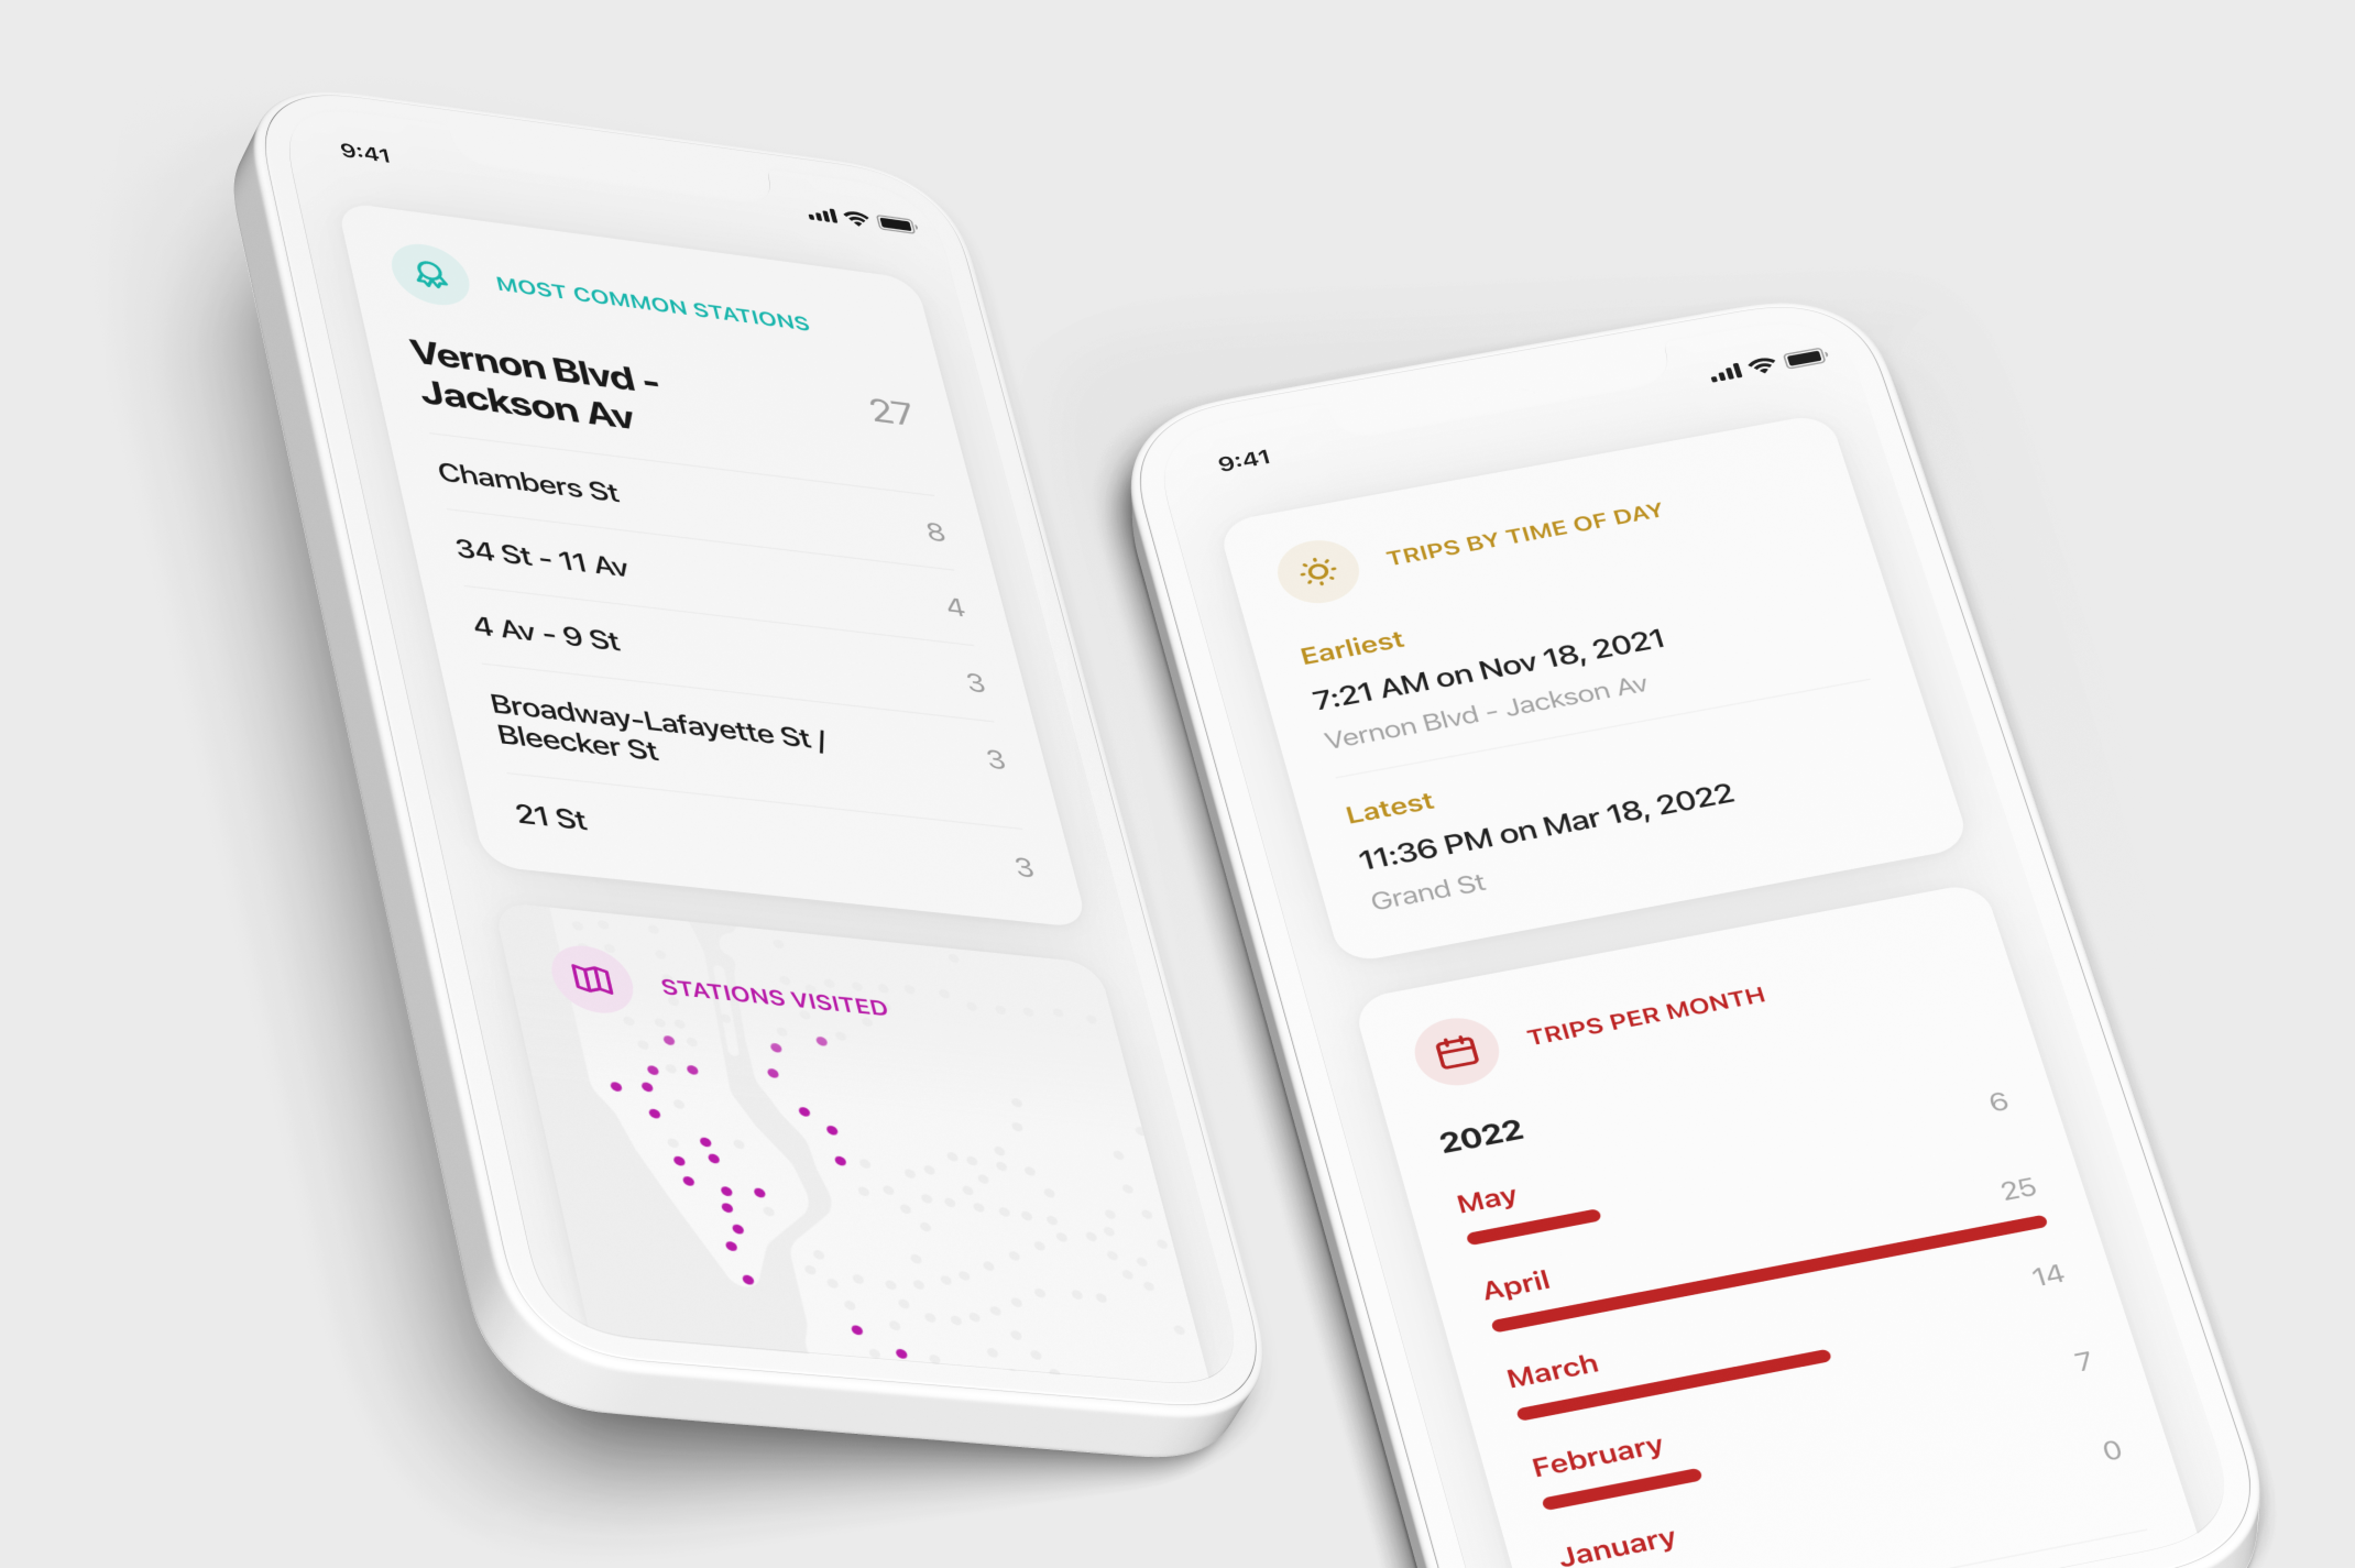 9:41
MOST COMMON STATIONS
Vernon Blvd -
Jackson Av
27
Chambers St
8
34 St - 11 Av
4
4 Av - 9 St
3
Broadway-Lafayette St |
Bleecker St
3
21 St
3
STATIONS VISITED
9:41
TRIPS BY TIME OF DAY
Earliest
7:21 AM on Nov 18, 2021
Vernon Blvd - Jackson Av
Latest
11:36 PM on Mar 18, 2022
Grand St
TRIPS PER MONTH
2022
May
6
April
25
March
14
February
7
January
0